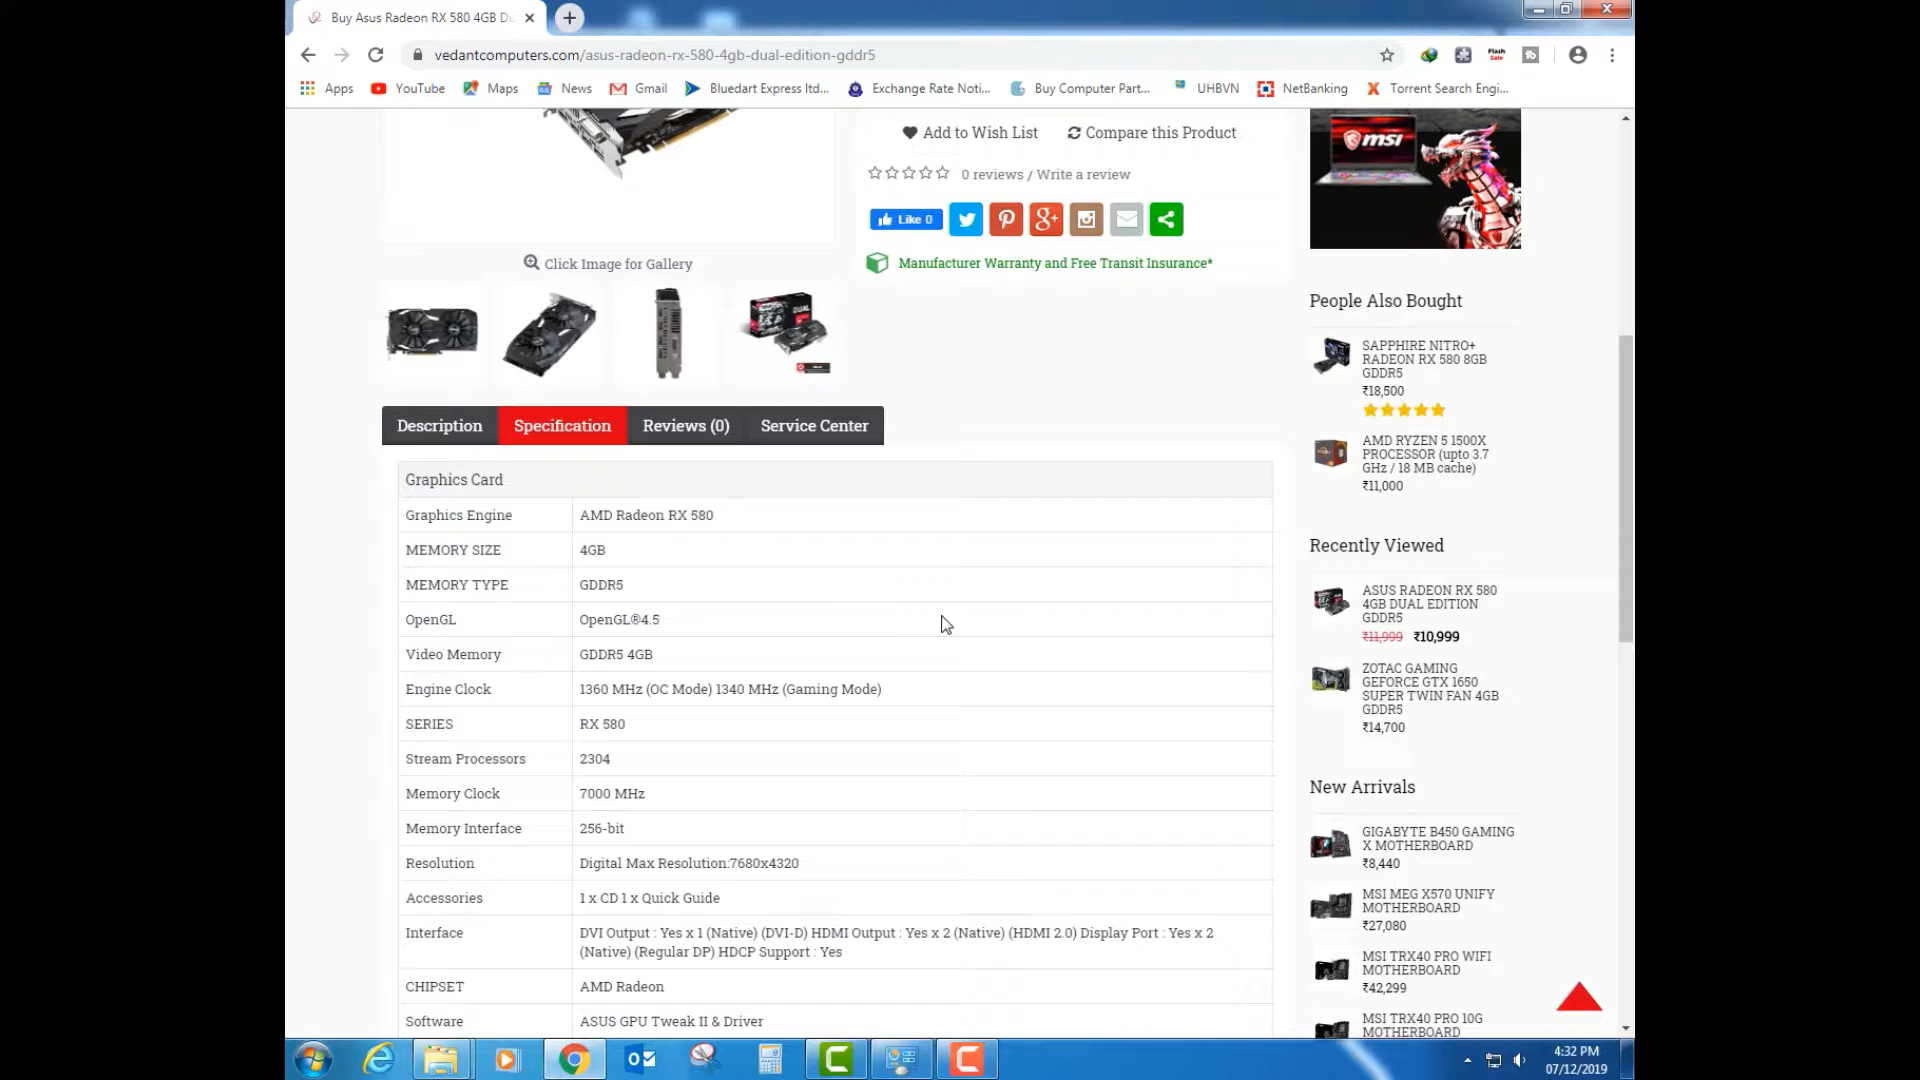 Buy Asus Radeon RX 580 4GB Du
vedantcomputers.com/asus-radeon-rx-580-4gb-dual-edition-gddr5
Flash
Sale
Apps YouTube Maps News Gmail Bluedart Express ltd... Exchange Rate Noti... Buy Computer Part... UHBVN NetBanking Torrent Search Engi...
Add to Wish List Compare this Product
0 reviews / Write a review
Like 0
Manufacturer Warranty and Free Transit Insurance*
Click Image for Gallery
Description Specification Reviews (0) Service Center
Graphics Card
Graphics Engine AMD Radeon RX 580
MEMORY SIZE 4GB
MEMORY TYPE GDDR5
OpenGL OpenGL®4.5
Video Memory GDDR5 4GB
Engine Clock 1360 MHz (OC Mode) 1340 MHz (Gaming Mode)
SERIES RX 580
Stream Processors 2304
Memory Clock 7000 MHz
Memory Interface 256-bit
Resolution Digital Max Resolution:7680x4320
Accessories 1 x CD 1 x Quick Guide
Interface DVI Output : Yes x 1 (Native) (DVI-D) HDMI Output : Yes x 2 (Native) (HDMI 2.0) Display Port : Yes x 2
(Native) (Regular DP) HDCP Support : Yes
CHIPSET AMD Radeon
Software ASUS GPU Tweak II & Driver
msi
People Also Bought
SAPPHIRE NITRO+
RADEON RX 580 8GB
GDDR5
₹18,500
AMD RYZEN 5 1500X
PROCESSOR (upto 3.7
GHz / 18 MB cache)
₹11,000
Recently Viewed
ASUS RADEON RX 580
4GB DUAL EDITION
GDDR5
₹11,999 ₹10,999
ZOTAC GAMING
GEFORCE GTX 1650
SUPER TWIN FAN 4GB
GDDR5
₹14,700
New Arrivals
GIGABYTE B450 GAMING
X MOTHERBOARD
₹8,440
MSI MEG X570 UNIFY
MOTHERBOARD
₹27,080
MSI TRX40 PRO WIFI
MOTHERBOARD
₹42,299
MSI TRX40 PRO 10G
MOTHERBOARD
4:32 PM
07/12/2019